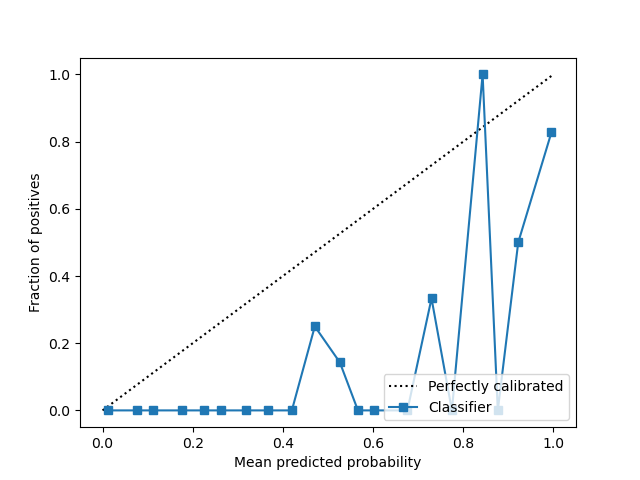 1.0
0.8
0.6
0.4
0.2
0.0
Fraction of positives
0.0 0.2 0.4 0.6 0.8 1.0
Mean predicted probability
Perfectly calibrated
Classifier